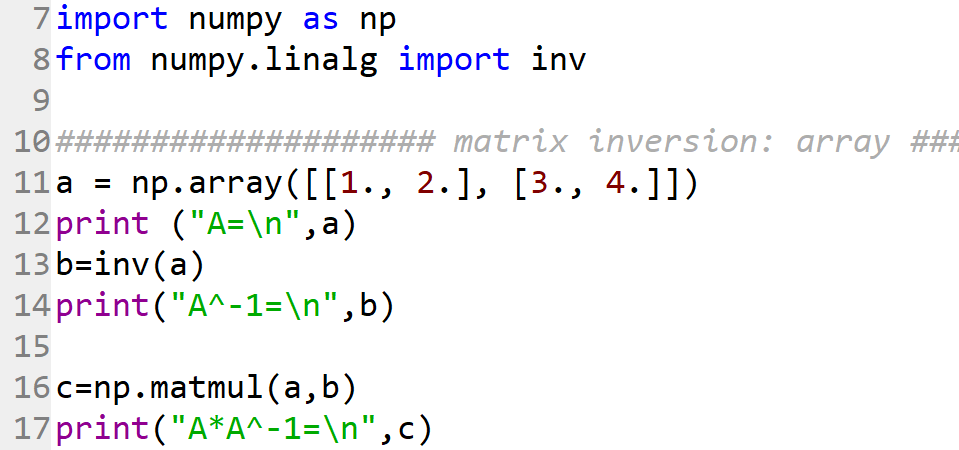 7 import numpy as np
8 from numpy.linalg import inv
9
10 #################### matrix inversion: array ###
11 a = np.array([[1., 2.], [3., 4.]])
12 print ("A=\n",a)
13 b=inv(a)
14 print("A^-1=\n",b)
15
16 c=np.matmul(a,b)
17 print("A*A^-1=\n",c)